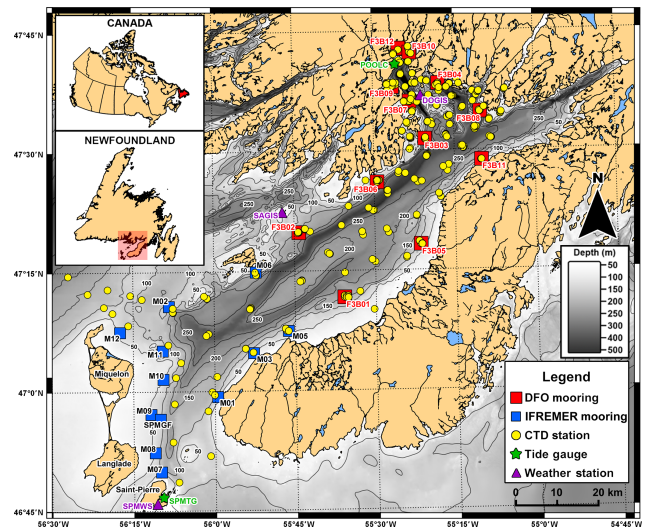 CANADA
NEWFOUNDLAND
47°45'N
47°30'N
47°15'N
47°0'N
46°45'N
56°30'W
56°15'W
56°0'W
55°45'W
55°30'W
55°15'W
55°0'W
F3B12
F3B10
POOLC
F3B04
F3B09
DOGIS
F3B07
F3B08
F3B03
F3B11
F3B06
SAGIS
F3B02
F3B05
M06
F3B01
M02
M12
M05
M11
M03
Miquelon
M10
M01
M09
SPMGF
M08
Langlade
M07
Saint-Pierre
SPMTG
SPMWS
N
Depth (m)
50
100
150
200
250
300
350
400
450
500
Legend
DFO mooring
IFREMER mooring
CTD station
Tide gauge
Weather station
0 10 20 km